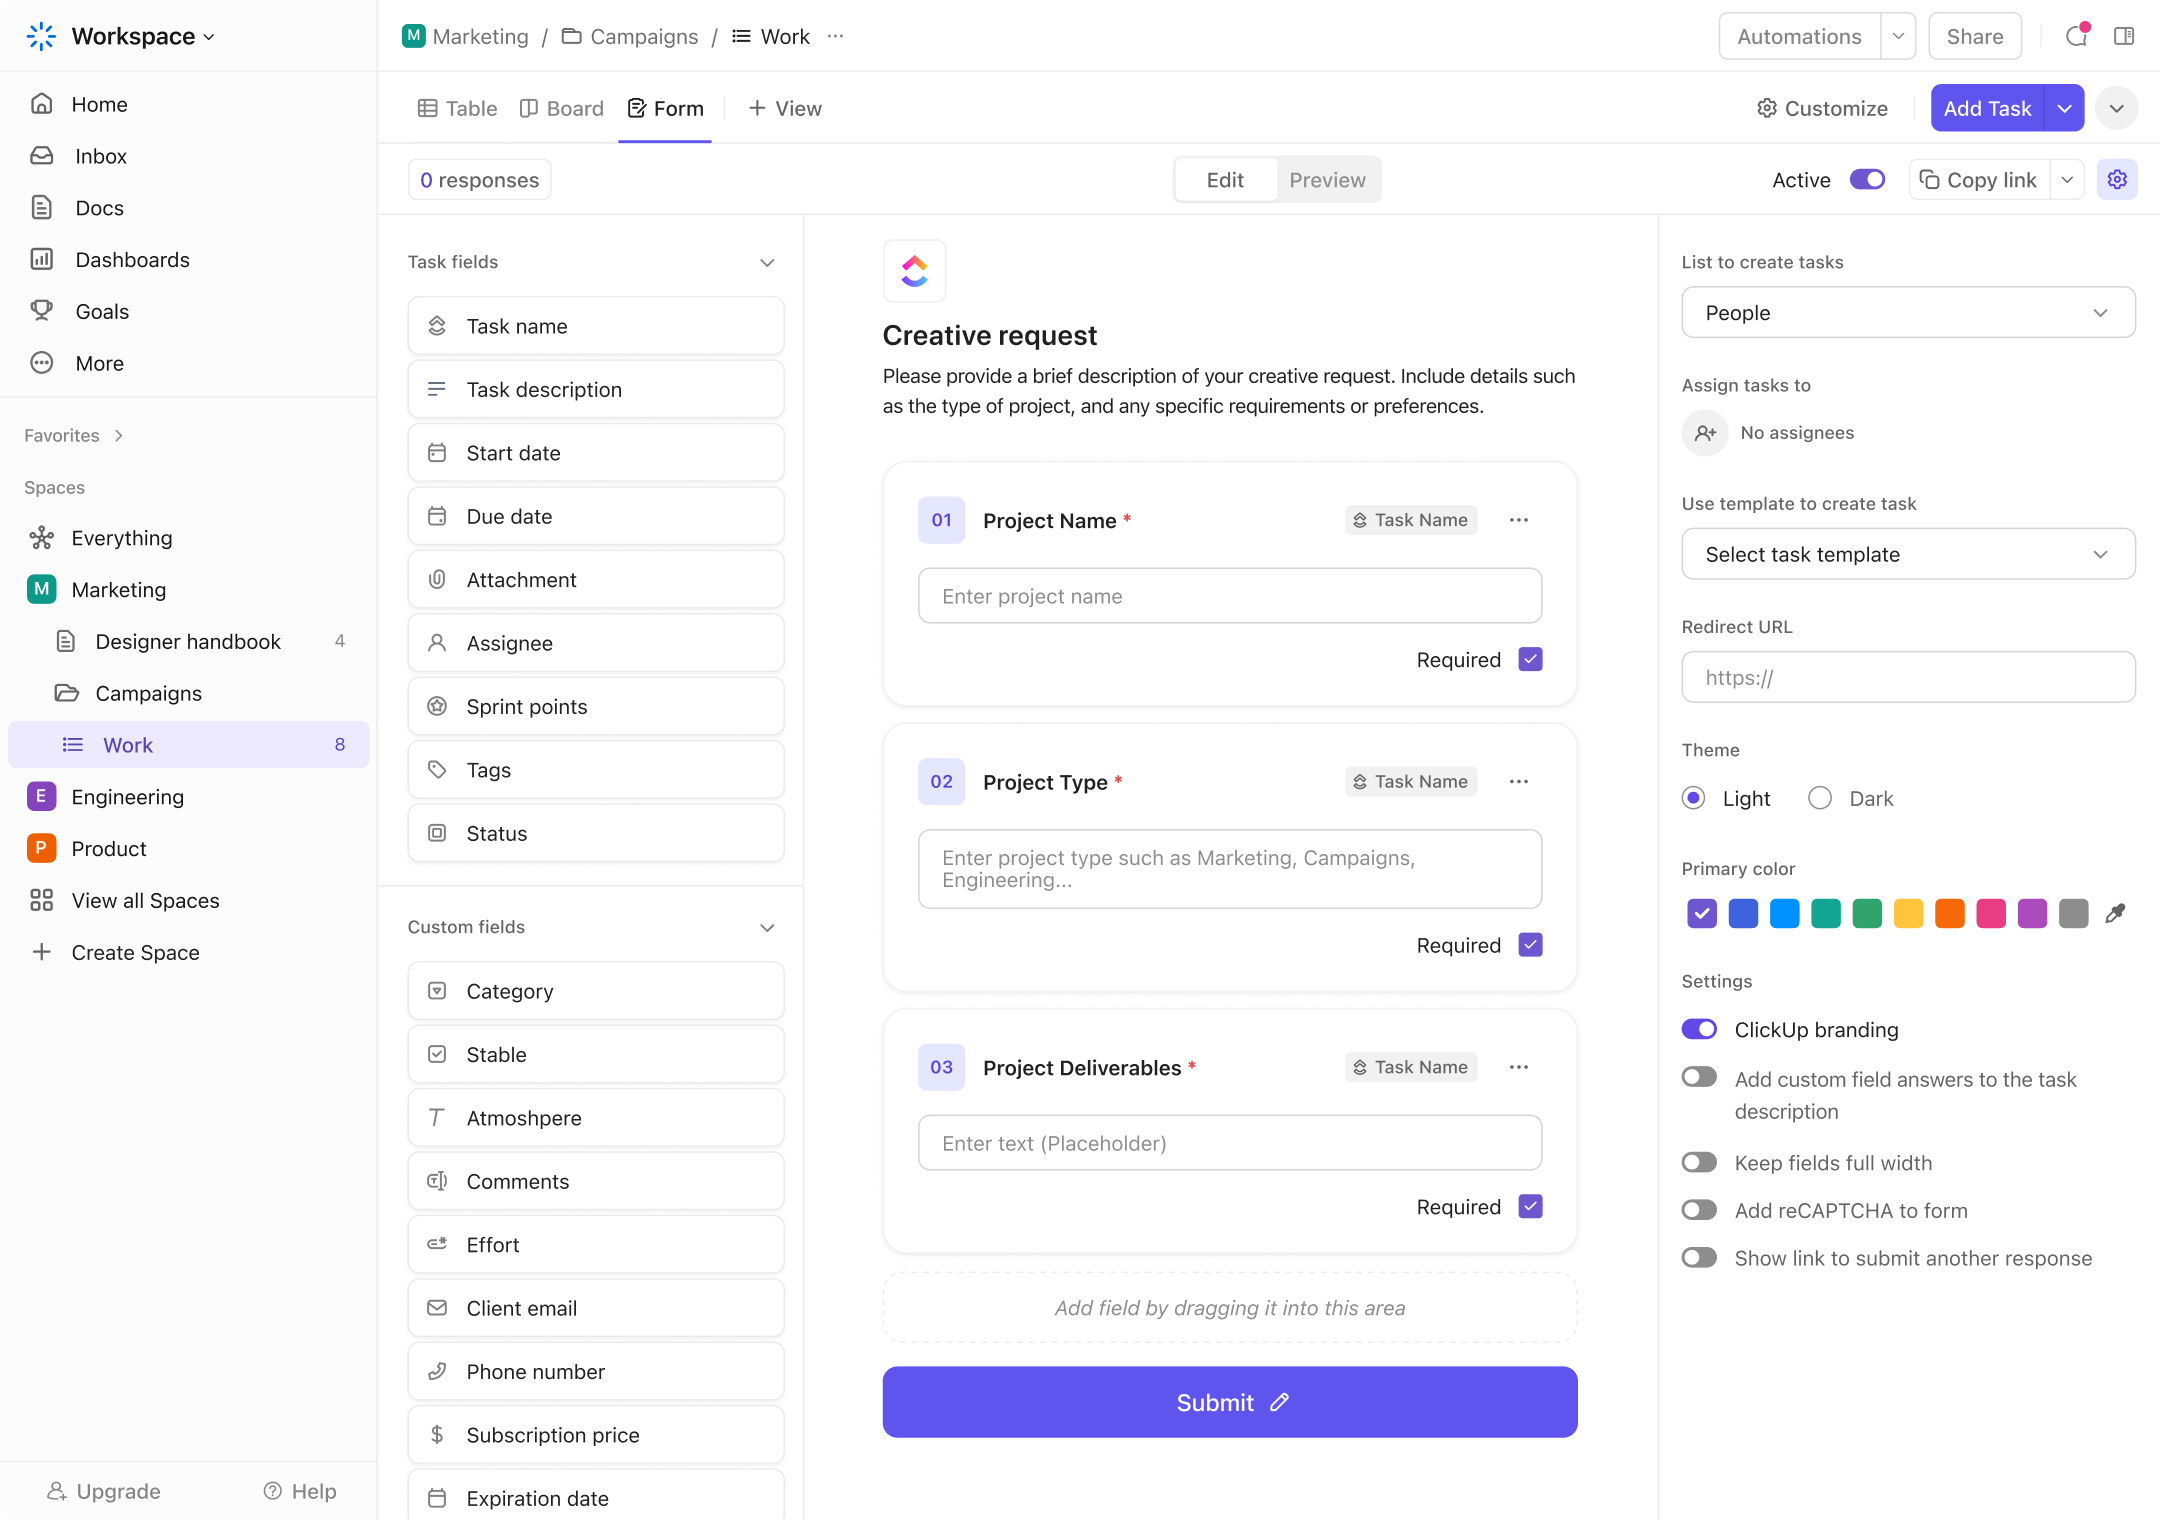 Workspace
Home
Inbox
Docs
Dashboards
Goals
More
Favorites
Spaces
Everything
M Marketing
Designer handbook 4
Campaigns
Work 8
E Engineering
P Product
View all Spaces
Create Space
Upgrade Help
M Marketing / Campaigns / Work ···
Automations Share
Table Board Form + View
Customize Add Task
0 responses
Edit Preview
Active Copy link
Task fields
Task name
Task description
Start date
Due date
Attachment
Assignee
Sprint points
Tags
Status
Custom fields
Category
Stable
Atmoshpere
Comments
Effort
Client email
Phone number
Subscription price
Expiration date
Creative request
Please provide a brief description of your creative request. Include details such
as the type of project, and any specific requirements or preferences.
01 Project Name * Task Name ···
Enter project name
Required
02 Project Type * Task Name ···
Enter project type such as Marketing, Campaigns,
Engineering...
Required
03 Project Deliverables * Task Name ···
Enter text (Placeholder)
Required
Add field by dragging it into this area
Submit
List to create tasks
People
Assign tasks to
No assignees
Use template to create task
Select task template
Redirect URL
https://
Theme
Light Dark
Primary color
Settings
ClickUp branding
Add custom field answers to the task
description
Keep fields full width
Add reCAPTCHA to form
Show link to submit another response